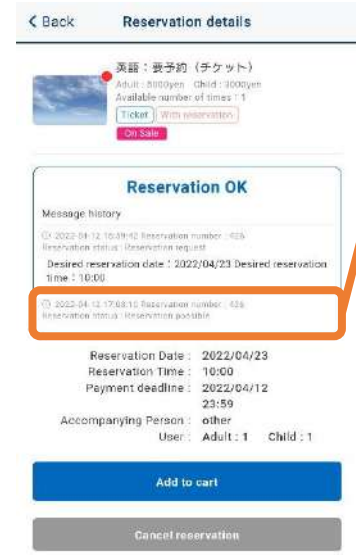 Back Reservation details
英語：要予約（チケット）
Adult : 8000yen Child : 3000yen
Available number of times : 1
Ticket With reservation
On Sale
Reservation OK
Message history
2022-04-12 16:59:42 Reservation number : 426
Reservation status : Reservation request
Desired reservation date：2022/04/23 Desired reservation
time：10:00
2022-04-12 17:08:10 Reservation number : 426
Reservation status : Reservation possible
Reservation Date : 2022/04/23
Reservation Time : 10:00
Payment deadline : 2022/04/12
23:59
Accompanying Person : other
User : Adult : 1 Child : 1
Add to cart
Cancel reservation